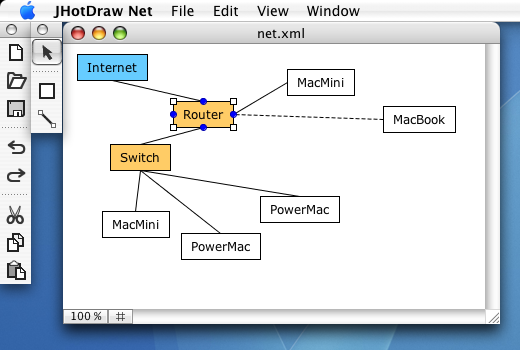 JHotDraw Net File Edit View Window
net.xml
Internet
MacMini
Router
MacBook
Switch
PowerMac
MacMini
PowerMac
100 %